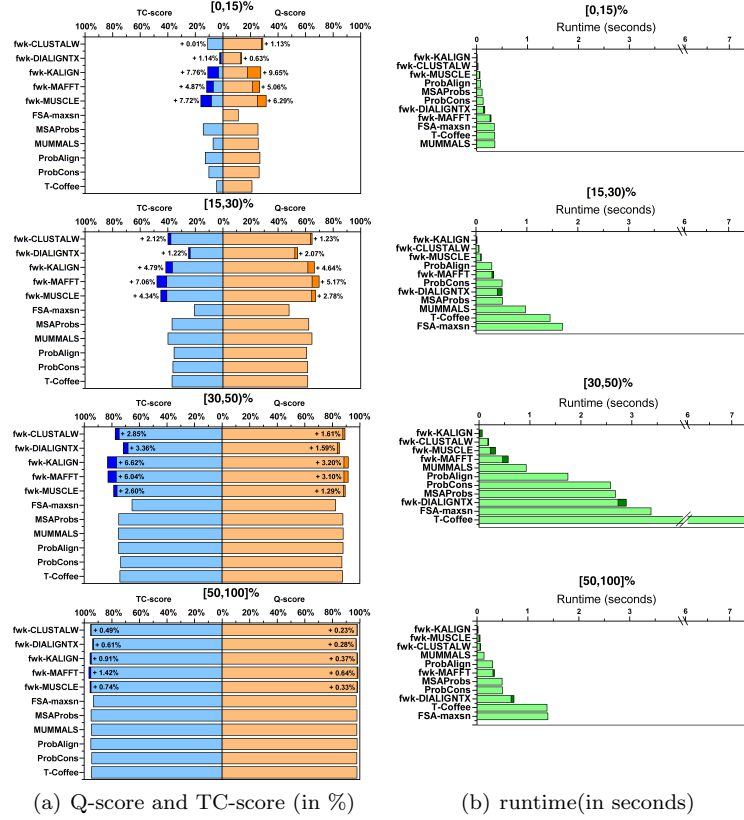 [0,15)%
TC-score Q-score
100% 80% 60% 40% 20% 0 20% 40% 60% 80% 100%
fwk-CLUSTALW + 0.01% + 1.13%
fwk-DIALIGNTX + 1.14% + 0.63%
fwk-KALIGN + 7.76% + 9.65%
fwk-MAFFT + 4.87% + 5.06%
fwk-MUSCLE + 7.72% + 6.29%
FSA-maxsn
MSAProbs
MUMMALS
ProbAlign
ProbCons
T-Coffee
[15,30)%
TC-score Q-score
100% 80% 60% 40% 20% 0 20% 40% 60% 80% 100%
fwk-CLUSTALW + 2.12% + 1.23%
fwk-DIALIGNTX + 1.22% + 2.07%
fwk-KALIGN + 4.79% + 4.64%
fwk-MAFFT + 7.06% + 5.17%
fwk-MUSCLE + 4.34% + 2.78%
FSA-maxsn
MSAProbs
MUMMALS
ProbAlign
ProbCons
T-Coffee
[30,50)%
TC-score Q-score
100% 80% 60% 40% 20% 0 20% 40% 60% 80% 100%
fwk-CLUSTALW + 2.85% + 1.61%
fwk-DIALIGNTX + 3.36% + 1.59%
fwk-KALIGN + 6.62% + 3.20%
fwk-MAFFT + 6.04% + 3.10%
fwk-MUSCLE + 2.60% + 1.29%
FSA-maxsn
MSAProbs
MUMMALS
ProbAlign
ProbCons
T-Coffee
[50,100]%
TC-score Q-score
100% 80% 60% 40% 20% 0 20% 40% 60% 80% 100%
fwk-CLUSTALW + 0.49% + 0.23%
fwk-DIALIGNTX + 0.61% + 0.28%
fwk-KALIGN + 0.91% + 0.37%
fwk-MAFFT + 1.42% + 0.64%
fwk-MUSCLE + 0.74% + 0.33%
FSA-maxsn
MSAProbs
MUMMALS
ProbAlign
ProbCons
T-Coffee
(a) Q-score and TC-score (in %)
[0,15)%
Runtime (seconds)
0 1 2 3 6 7
fwk-KALIGN
fwk-CLUSTALW
fwk-MUSCLE
ProbAlign
MSAProbs
ProbCons
fwk-DIALIGNTX
fwk-MAFFT
FSA-maxsn
T-Coffee
MUMMALS
[15,30)%
Runtime (seconds)
0 1 2 3 6 7
fwk-KALIGN
fwk-CLUSTALW
fwk-MUSCLE
ProbAlign
fwk-MAFFT
ProbCons
fwk-DIALIGNTX
MSAProbs
MUMMALS
T-Coffee
FSA-maxsn
[30,50)%
Runtime (seconds)
0 1 2 3 6 7
fwk-KALIGN
fwk-CLUSTALW
fwk-MUSCLE
fwk-MAFFT
MUMMALS
ProbAlign
ProbCons
MSAProbs
fwk-DIALIGNTX
FSA-maxsn
T-Coffee
[50,100]%
Runtime (seconds)
0 1 2 3 6 7
fwk-KALIGN
fwk-MUSCLE
fwk-CLUSTALW
MUMMALS
ProbAlign
fwk-MAFFT
MSAProbs
ProbCons
fwk-DIALIGNTX
T-Coffee
FSA-maxsn
(b) runtime(in seconds)